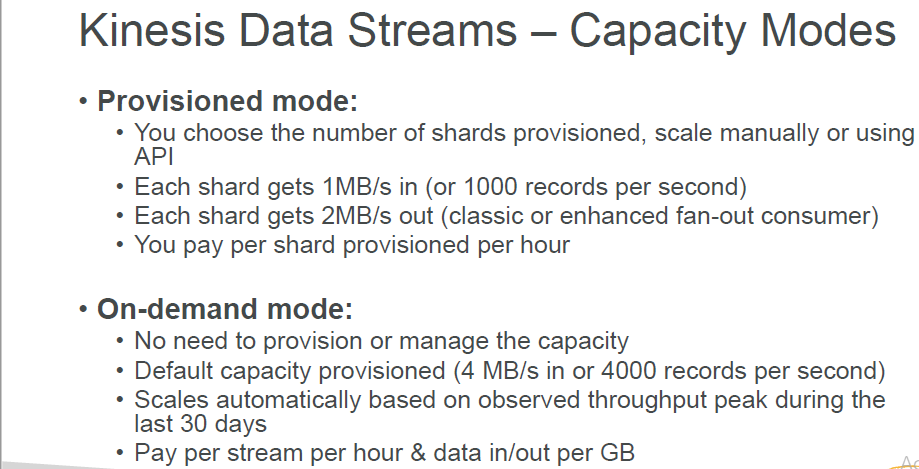 Kinesis Data Streams – Capacity Modes
• Provisioned mode:
• You choose the number of shards provisioned, scale manually or using
API
• Each shard gets 1MB/s in (or 1000 records per second)
• Each shard gets 2MB/s out (classic or enhanced fan-out consumer)
• You pay per shard provisioned per hour
• On-demand mode:
• No need to provision or manage the capacity
• Default capacity provisioned (4 MB/s in or 4000 records per second)
• Scales automatically based on observed throughput peak during the
last 30 days
• Pay per stream per hour & data in/out per GB